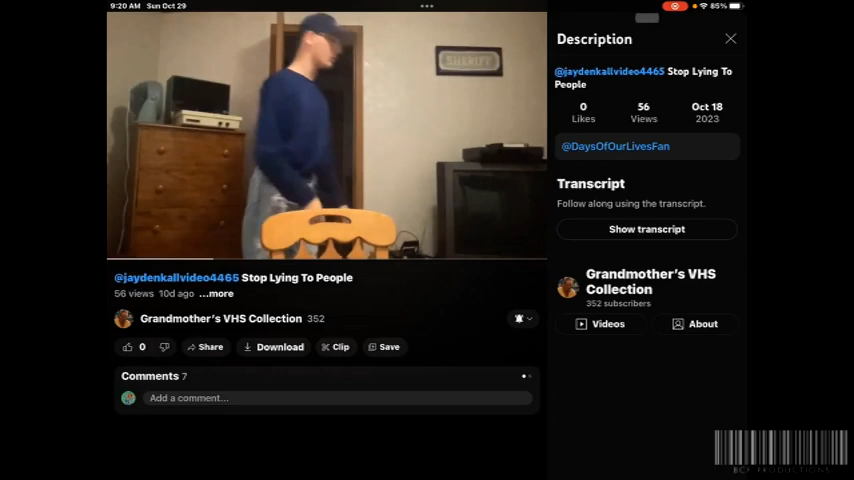 9:20 AM Sun Oct 29
85%
SHERIFF
@jaydenkallvideo4465 Stop Lying To People
56 views 10d ago ...more
Grandmother's VHS Collection 352
0 Share Download Clip Save
Comments 7
Add a comment...
Description
@jaydenkallvideo4465 Stop Lying To
People
0 56 Oct 18
Likes Views 2023
@DaysOfOurLivesFan
Transcript
Follow along using the transcript.
Show transcript
Grandmother's VHS
Collection
352 subscribers
Videos About
BCP PRODUCTIONS